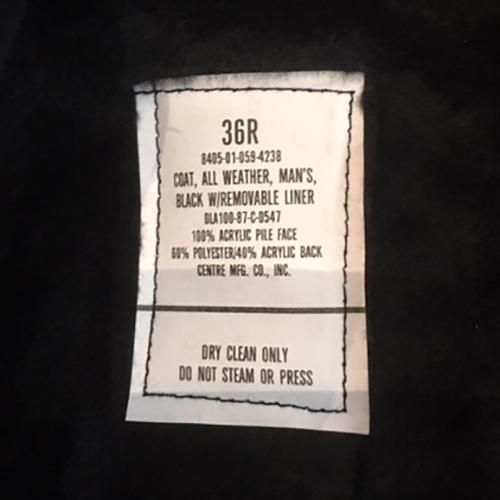 36R
8405-01-059-4238
COAT, ALL WEATHER, MAN'S,
BLACK W/REMOVABLE LINER
DLA100-87-C-0547
100% ACRYLIC PILE FACE
60% POLYESTER/40% ACRYLIC BACK
CENTRE MFG. CO., INC.
DRY CLEAN ONLY
DO NOT STEAM OR PRESS